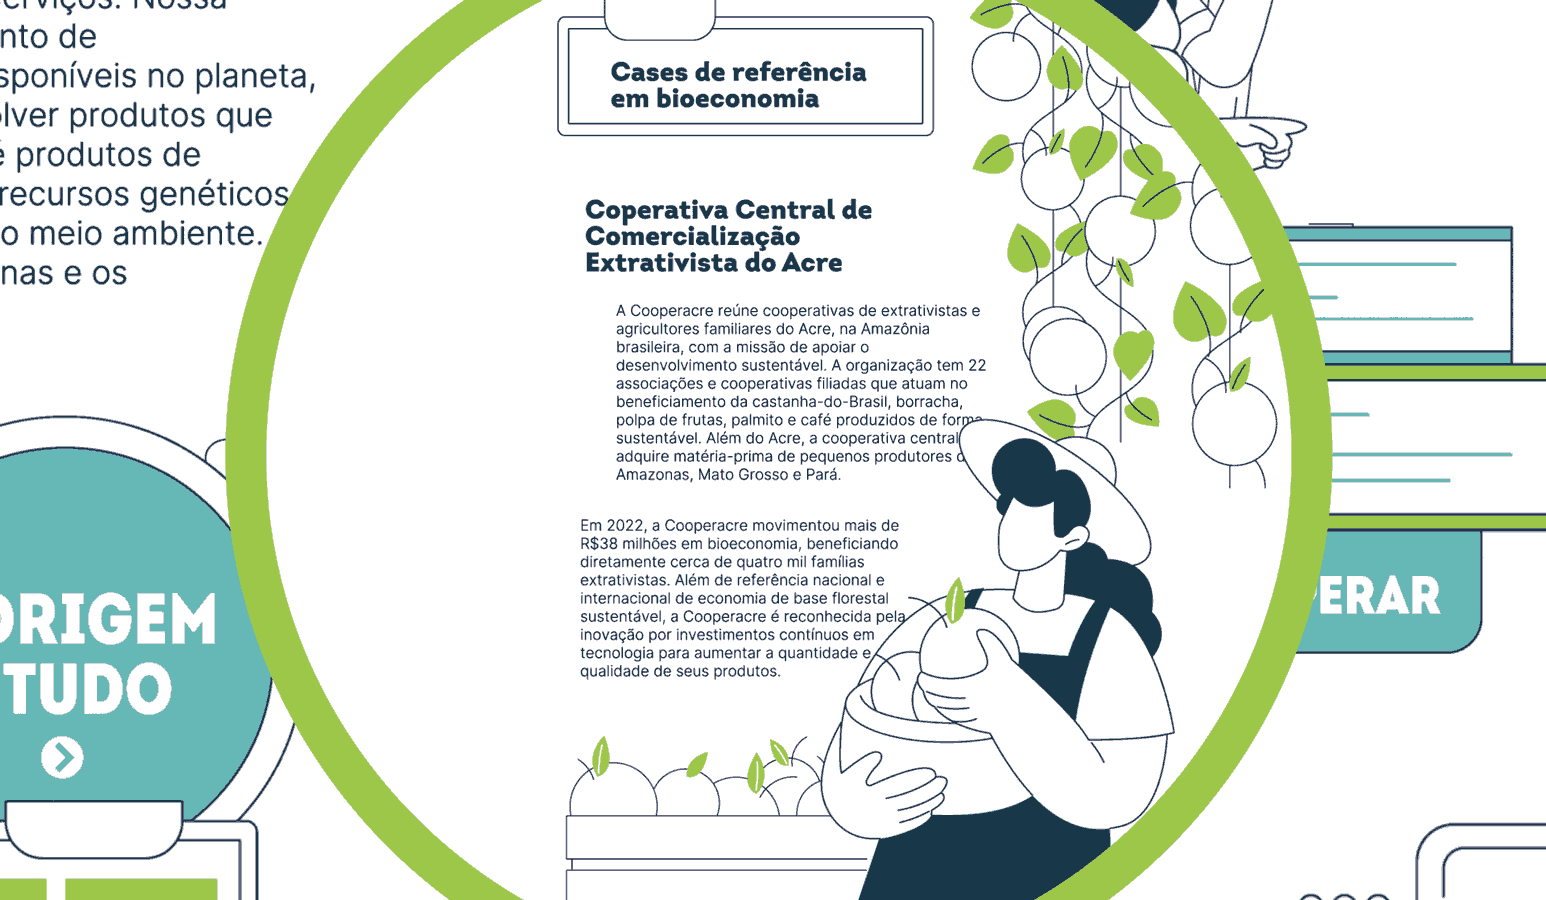 erviços. Nossa
nto de
sponíveis no planeta,
lver produtos que
é produtos de
recursos genéticos
o meio ambiente.
nas e os
Cases de referência
em bioeconomia
Coperativa Central de
Comercialização
Extrativista do Acre
A Cooperacre reúne cooperativas de extrativistas e
agricultores familiares do Acre, na Amazônia
brasileira, com a missão de apoiar o
desenvolvimento sustentável. A organização tem 22
associações e cooperativas filiadas que atuam no
beneficiamento da castanha-do-Brasil, borracha,
polpa de frutas, palmito e café produzidos de forma
sustentável. Além do Acre, a cooperativa central
adquire matéria-prima de pequenos produtores
Amazonas, Mato Grosso e Pará.
Em 2022, a Cooperacre movimentou mais de
R$38 milhões em bioeconomia, beneficiando
diretamente cerca de quatro mil famílias
extrativistas. Além de referência nacional e
internacional de economia de base florestal
sustentável, a Cooperacre é reconhecida pela
inovação por investimentos contínuos em
tecnologia para aumentar a quantidade e
qualidade de seus produtos.
ORIGEM
TUDO
PERAR